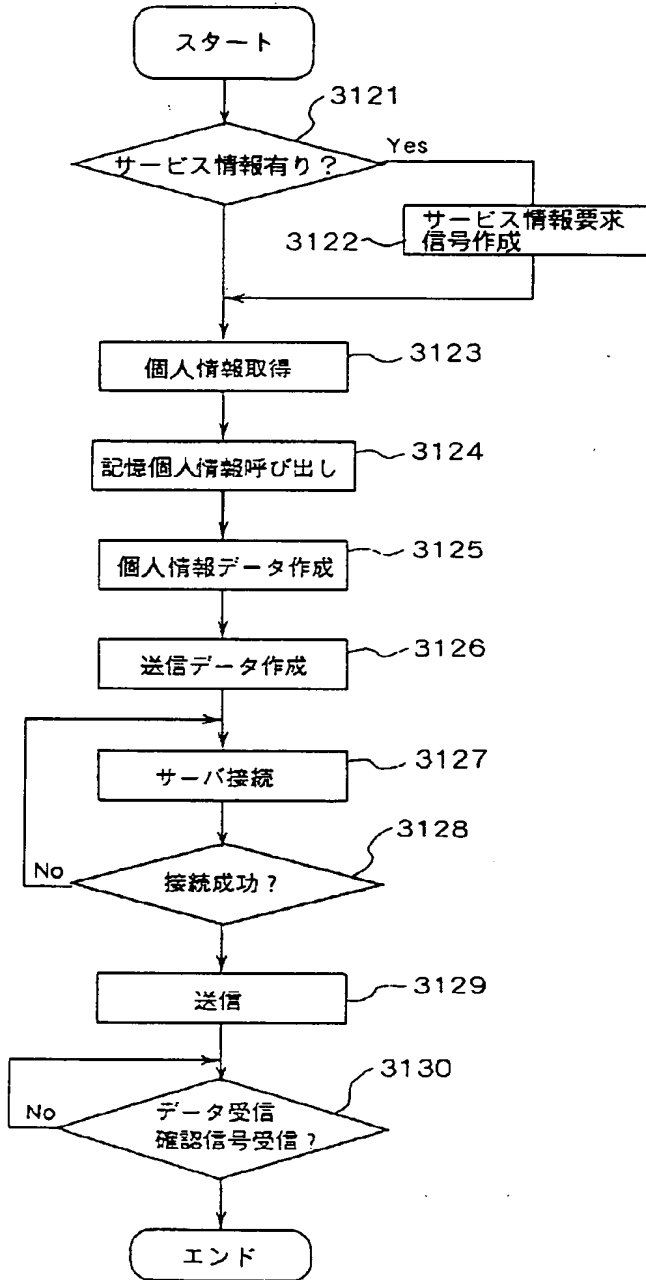 スタート
3121
サービス情報有り？
Yes
3122
サービス情報要求
信号作成
個人情報取得
3123
記憶個人情報呼び出し
3124
個人情報データ作成
3125
送信データ作成
3126
サーバ接続
3127
3128
No
接続成功？
送信
3129
3130
No
データ受信
確認信号受信？
エンド